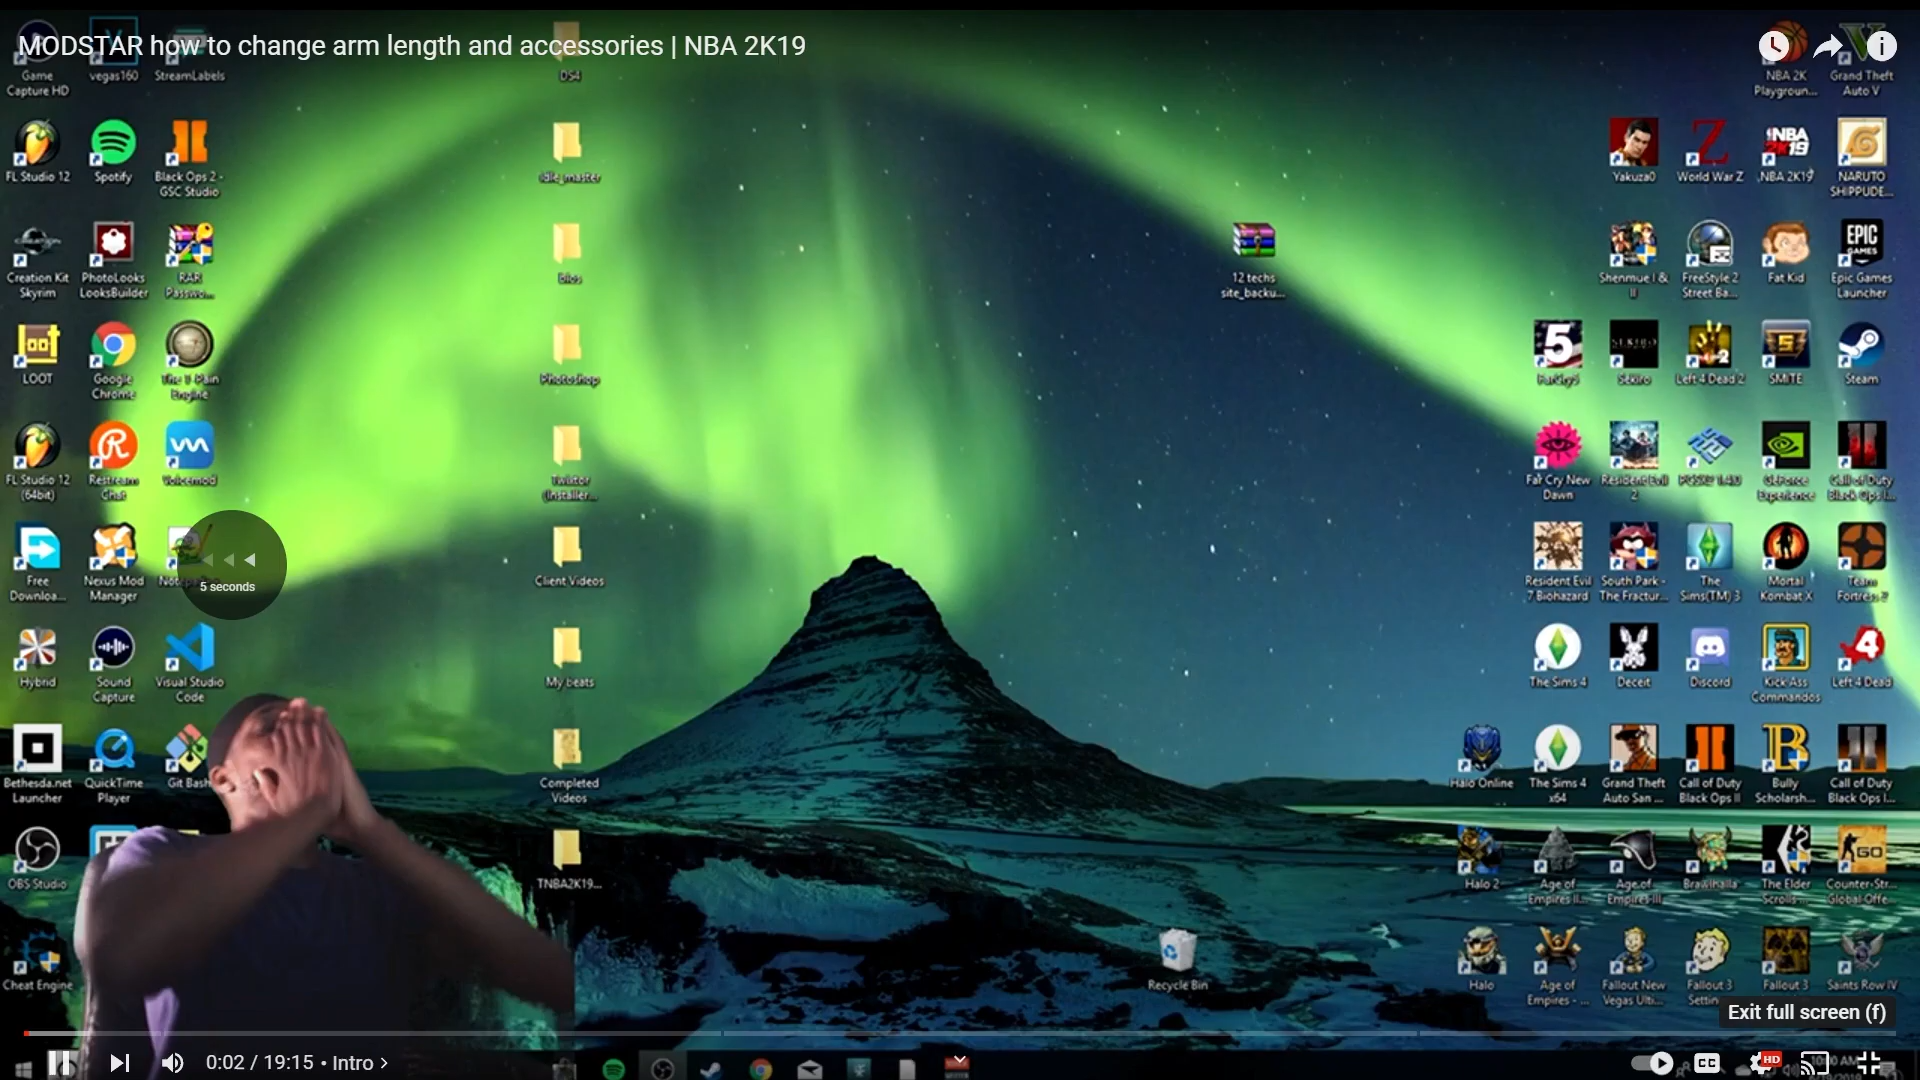 MODSTAR how to change arm length and accessories | NBA 2K19
Game
Capture HD
vegas160
StreamLabels
DS4
NBA 2K
Playgroun...
Grand Theft
Auto V
FL Studio 12
Spotify
Black Ops 2 -
GSC Studio
idle_master
Yakuza0
World War Z
NBA 2K19
NARUTO
SHIPPUDE...
Creation Kit
Skyrim
PhotoLooks
LooksBuilder
RAR
Passwo...
bios
12 techs
site_backu...
Shenmue I &
II
FreeStyle 2
Street Ba...
Fat Kid
EPIC
GAMES
Epic Games
Launcher
LOOT
Google
Chrome
The T-Pain
Engine
Photoshop
FarCry5
SEKIRO
Sekiro
Left 4 Dead 2
SMITE
Steam
FL Studio 12
(64bit)
Restream
Chat
Voicemod
Twixtor
(Installer...
Far Cry New
Dawn
Resident Evil
2
PCSX2 1.4.0
GeForce
Experience
Call of Duty
Black Ops I...
Free
Downloa...
Nexus Mod
Manager
5 seconds
Client Videos
Resident Evil
7 Biohazard
South Park -
The Fractur...
The
Sims(TM) 3
Mortal
Kombat X
Team
Fortress 2
Hybrid
Sound
Capture
Visual Studio
Code
My beats
The Sims 4
Deceit
Discord
Kick Ass
Commandos
Left 4 Dead
Bethesda.net
Launcher
QuickTime
Player
Git Bash
Completed
Videos
Halo Online
The Sims 4
x64
Grand Theft
Auto San ...
Call of Duty
Black Ops II
Bully
Scholarsh...
Call of Duty
Black Ops I...
OBS Studio
TNBA2K19...
Halo 2
Age of
Empires II...
Age of
Empires III
Brawlhalla
The Elder
Scrolls
GO
Counter-Str...
Global Offe...
Cheat Engine
Recycle Bin
Halo
Age of
Empires - ...
Fallout New
Vegas Ulti...
Fallout 3
Fallout 3
Saints Row IV
Exit full screen (f)
0:02 / 19:15 • Intro
CC
HD